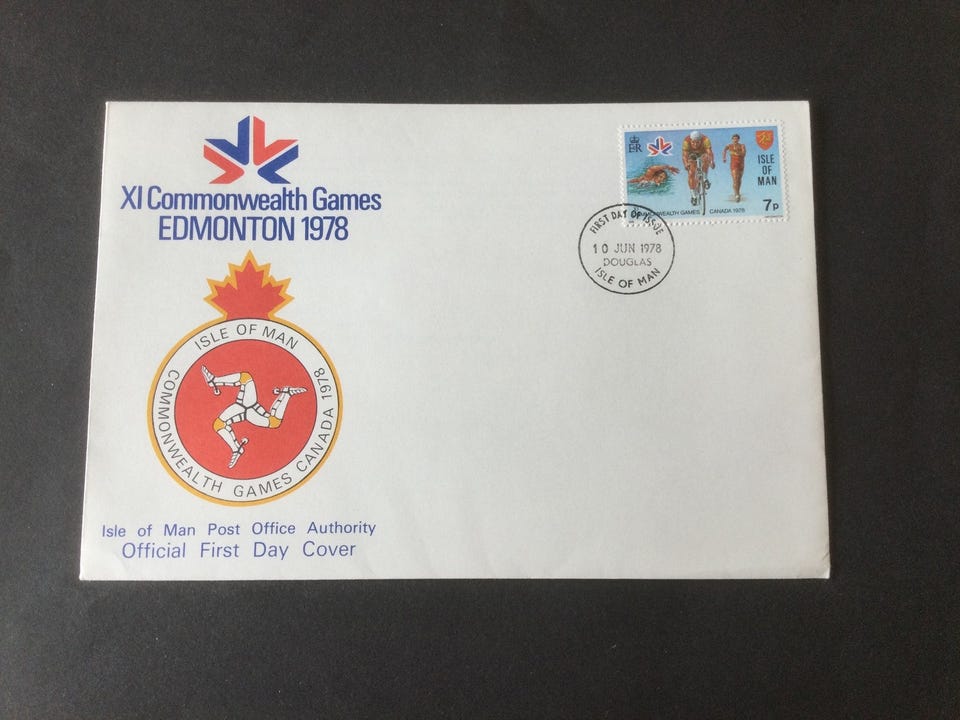 XI Commonwealth Games
EDMONTON 1978
ISLE OF MAN
COMMONWEALTH GAMES CANADA 1978
Isle of Man Post Office Authority
Official First Day Cover
ER
ISLE
OF
MAN
7p
COMMONWEALTH GAMES CANADA 1978
FIRST DAY OF ISSUE
10 JUN 1978
DOUGLAS
ISLE OF MAN